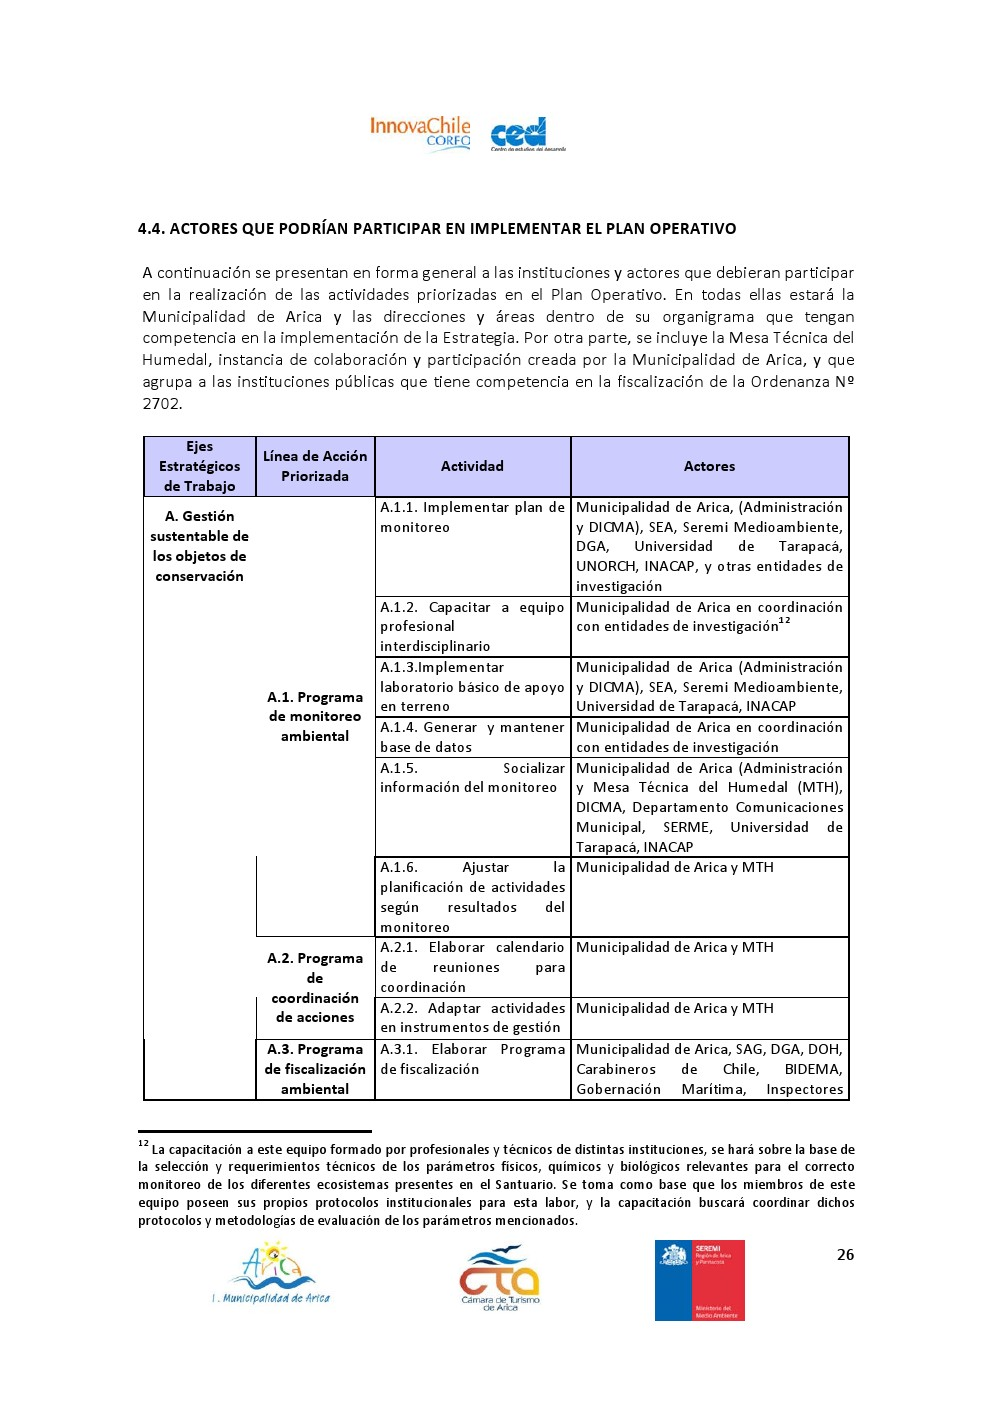 InnovaChile
CORFO
ced
Centro de estudios del desarrollo
4.4. ACTORES QUE PODRÍAN PARTICIPAR EN IMPLEMENTAR EL PLAN OPERATIVO
A continuación se presentan en forma general a las instituciones y actores que debieran participar
en la realización de las actividades priorizadas en el Plan Operativo. En todas ellas estará la
Municipalidad de Arica y las direcciones y áreas dentro de su organigrama que tengan
competencia en la implementación de la Estrategia. Por otra parte, se incluye la Mesa Técnica del
Humedal, instancia de colaboración y participación creada por la Municipalidad de Arica, y que
agrupa a las instituciones públicas que tiene competencia en la fiscalización de la Ordenanza Nº
2702.
Ejes
Estratégicos
de Trabajo
Línea de Acción
Priorizada
Actividad
Actores
A. Gestión
sustentable de
los objetos de
conservación
A.1. Programa
de monitoreo
ambiental
A.1.1. Implementar plan de
monitoreo
Municipalidad de Arica, (Administración
y DICMA), SEA, Seremi Medioambiente,
DGA, Universidad de Tarapacá,
UNORCH, INACAP, y otras entidades de
investigación
A.1.2. Capacitar a equipo
profesional
interdisciplinario
Municipalidad de Arica en coordinación
con entidades de investigación12
A.1.3.Implementar
laboratorio básico de apoyo
en terreno
Municipalidad de Arica (Administración
y DICMA), SEA, Seremi Medioambiente,
Universidad de Tarapacá, INACAP
A.1.4. Generar y mantener
base de datos
Municipalidad de Arica en coordinación
con entidades de investigación
A.1.5. Socializar
información del monitoreo
Municipalidad de Arica (Administración
y Mesa Técnica del Humedal (MTH),
DICMA, Departamento Comunicaciones
Municipal, SERME, Universidad de
Tarapacá, INACAP
A.1.6. Ajustar la
planificación de actividades
según resultados del
monitoreo
Municipalidad de Arica y MTH
A.2. Programa
de
coordinación
de acciones
A.2.1. Elaborar calendario
de reuniones para
coordinación
Municipalidad de Arica y MTH
A.2.2. Adaptar actividades
en instrumentos de gestión
Municipalidad de Arica y MTH
A.3. Programa
de fiscalización
ambiental
A.3.1. Elaborar Programa
de fiscalización
Municipalidad de Arica, SAG, DGA, DOH,
Carabineros de Chile, BIDEMA,
Gobernación Marítima, Inspectores
12 La capacitación a este equipo formado por profesionales y técnicos de distintas instituciones, se hará sobre la base de
la selección y requerimientos técnicos de los parámetros físicos, químicos y biológicos relevantes para el correcto
monitoreo de los diferentes ecosistemas presentes en el Santuario. Se toma como base que los miembros de este
equipo poseen sus propios protocolos institucionales para esta labor, y la capacitación buscará coordinar dichos
protocolos y metodologías de evaluación de los parámetros mencionados.
Arica
I. Municipalidad de Arica
CTA
Cámara de Turismo
de Arica
SEREMI
Región de Arica
y Parinacota
Ministerio del
Medio Ambiente
26